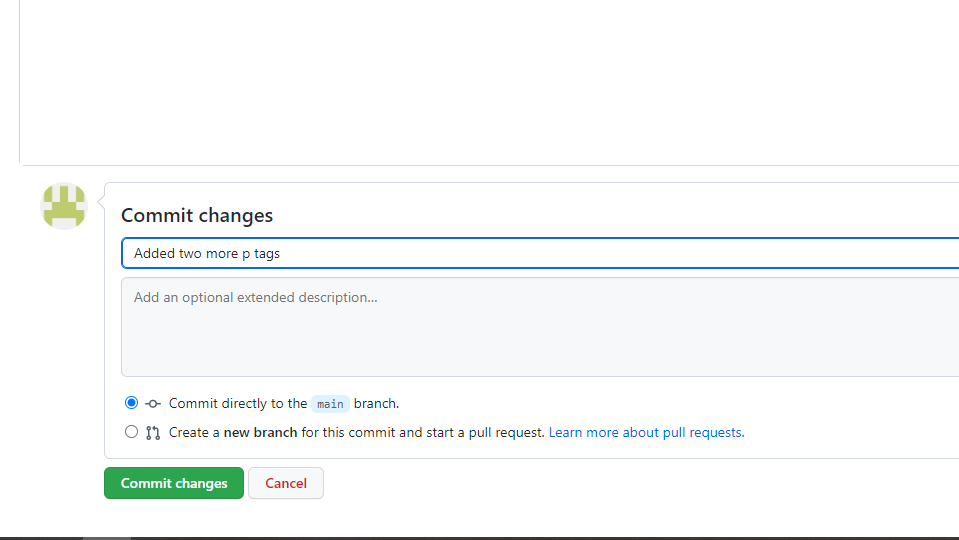 Commit changes
Added two more p tags
Add an optional extended description...
Commit directly to the main branch.
Create a new branch for this commit and start a pull request. Learn more about pull requests.
Commit changes Cancel